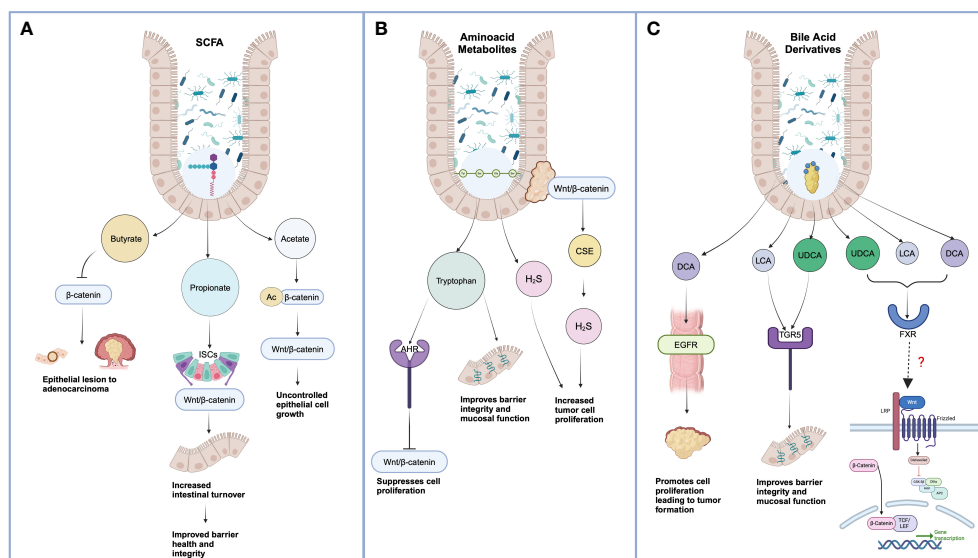 A
SCFA
Butyrate
Acetate
Propionate
β-catenin
Ac
β-catenin
Wnt/β-catenin
ISCs
Wnt/β-catenin
Epithelial lesion to
adenocarcinoma
Uncontrolled
epithelial cell
growth
Increased
intestinal turnover
Improved barrier
health and
integrity
B
Aminoacid
Metabolites
Wnt/β-catenin
CSE
Tryptophan
H₂S
H₂S
AHR
Improves barrier
integrity and
mucosal function
Increased
tumor cell
proliferation
Wnt/β-catenin
Suppresses cell
proliferation
C
Bile Acid
Derivatives
DCA
LCA
UDCA
UDCA
LCA
DCA
EGFR
TGR5
FXR
?
LRP
Wnt
Frizzled
β-Catenin
GSK-3β
Axin
APC
β-Catenin
TCF/
LEF
Gene
transcription
Promotes cell
proliferation
leading to tumor
formation
Improves barrier
integrity and
mucosal function